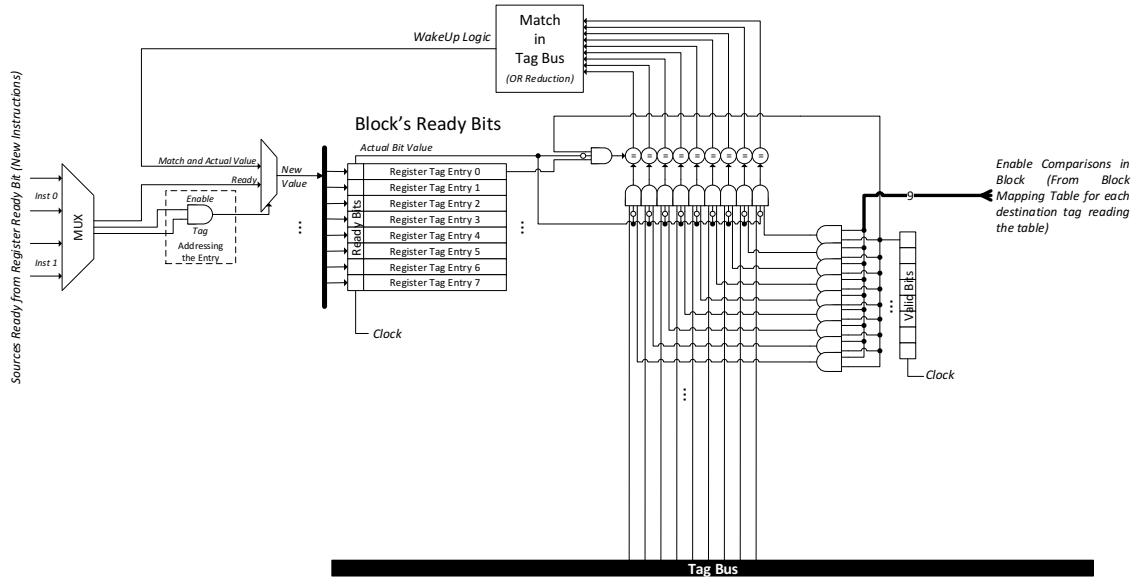 Match
in
Tag Bus
(OR Reduction)
WakeUp Logic
Sources Ready from Register Ready Bit (New Instructions)
Block's Ready Bits
Actual Bit Value
Match and Actual Value
Ready
New
Value
Inst 0
Inst 1
MUX
Enable
Tag
Addressing
the Entry
Ready Bits
Register Tag Entry 0
Register Tag Entry 1
Register Tag Entry 2
Register Tag Entry 3
Register Tag Entry 4
Register Tag Entry 5
Register Tag Entry 6
Register Tag Entry 7
...
...
Clock
= = = = = = = = =
9
Enable Comparisons in
Block (From Block
Mapping Table for each
destination tag reading
the table)
Valid Bits
...
Clock
...
Tag Bus